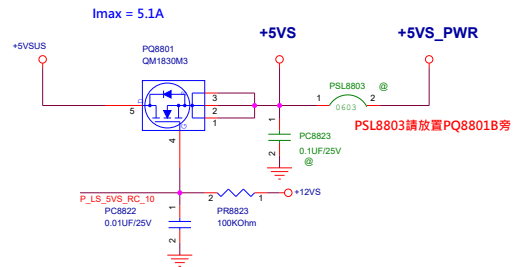 Imax = 5.1A
+5VSUS
PQ8801
QM1830M3
+5VS
+5VS_PWR
PSL8803
@
D
S
G
5
3
2
1
4
1
2
0603
PSL8803請放置PQ8801B旁
1
2
PC8823
0.1UF/25V
@
P_LS_5VS_RC_10
2
1
+12VS
PC8822
0.01UF/25V
1
2
PR8823
100KOhm